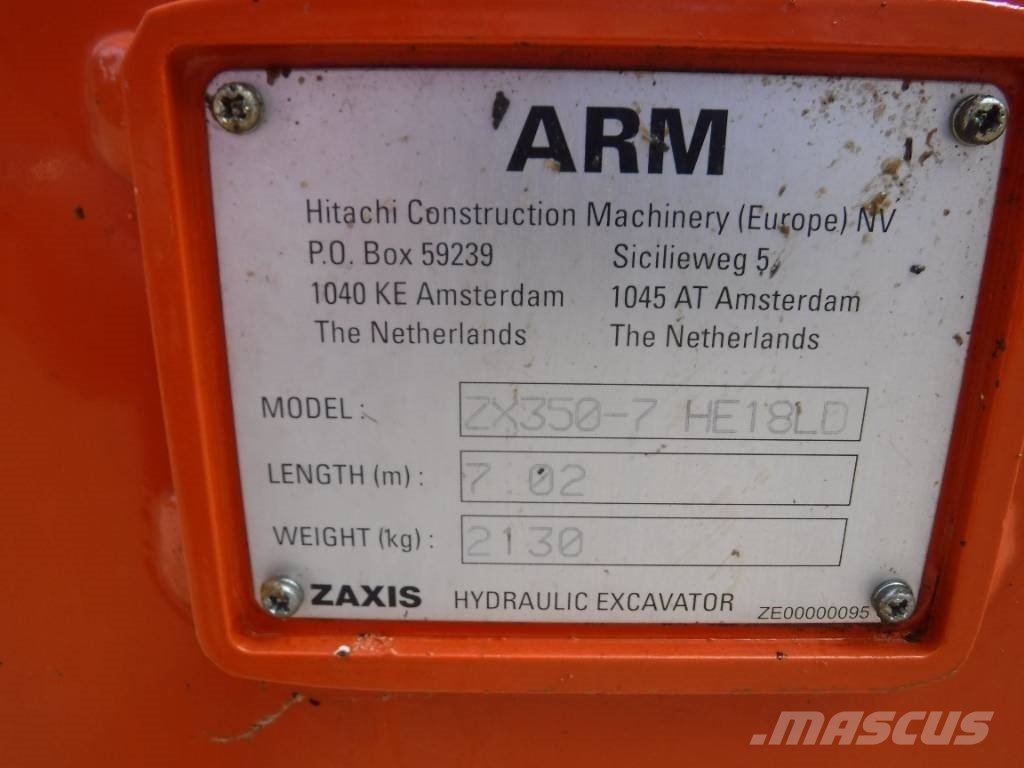 ARM
Hitachi Construction Machinery (Europe) NV
P.O. Box 59239 Sicilieweg 5,
1040 KE Amsterdam 1045 AT Amsterdam
The Netherlands The Netherlands
MODEL : ZX350-7 HE18LD
LENGTH (m) : 7.02
WEIGHT (kg) : 2130
ZAXIS HYDRAULIC EXCAVATOR ZE00000095
MASCUS